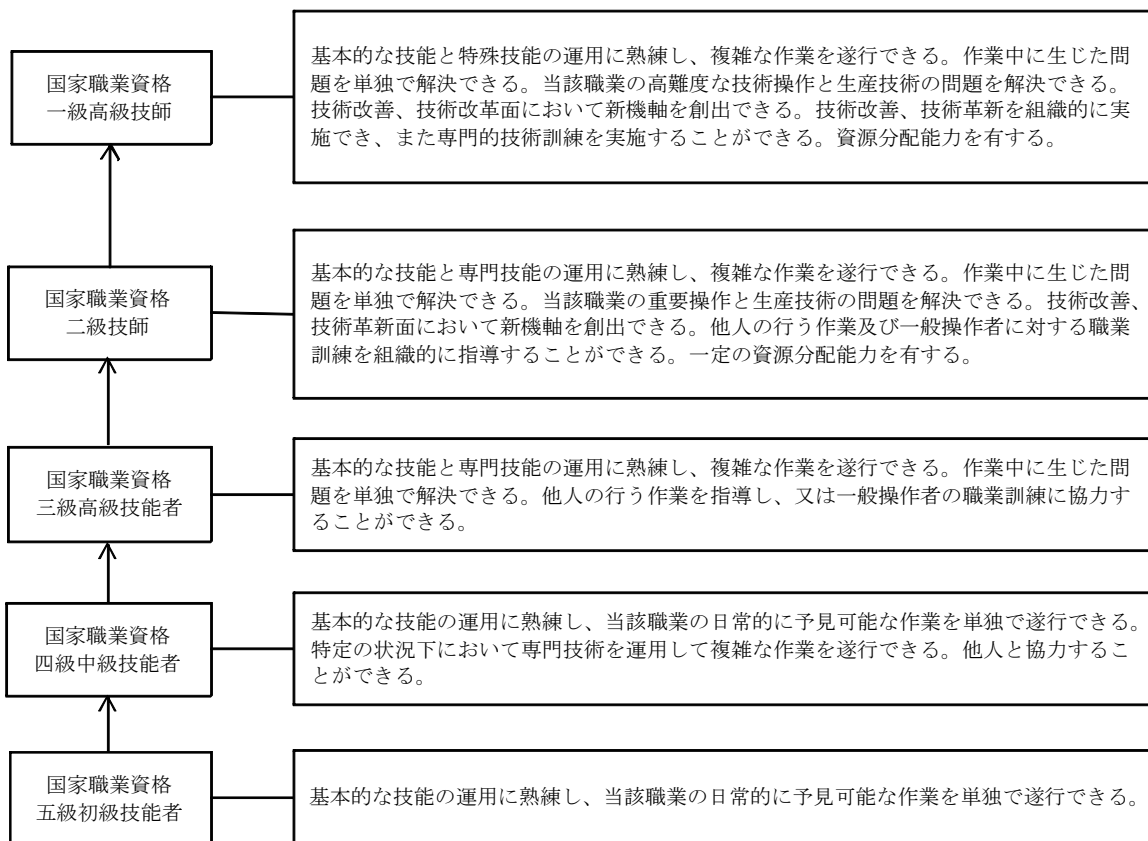 国家職業資格
一級高級技師
基本的な技能と特殊技能の運用に熟練し、複雑な作業を遂行できる。作業中に生じた問
題を単独で解決できる。当該職業の高難度な技術操作と生産技術の問題を解決できる。
技術改善、技術改革面において新機軸を創出できる。技術改善、技術革新を組織的に実
施でき、また専門的技術訓練を実施することができる。資源分配能力を有する。
国家職業資格
二級技師
基本的な技能と専門技能の運用に熟練し、複雑な作業を遂行できる。作業中に生じた問
題を単独で解決できる。当該職業の重要操作と生産技術の問題を解決できる。技術改善、
技術革新面において新機軸を創出できる。他人の行う作業及び一般操作者に対する職業
訓練を組織的に指導することができる。一定の資源分配能力を有する。
国家職業資格
三級高級技能者
基本的な技能と専門技能の運用に熟練し、複雑な作業を遂行できる。作業中に生じた問
題を単独で解決できる。他人の行う作業を指導し、又は一般操作者の職業訓練に協力す
ることができる。
国家職業資格
四級中級技能者
基本的な技能の運用に熟練し、当該職業の日常的に予見可能な作業を単独で遂行できる。
特定の状況下において専門技術を運用して複雑な作業を遂行できる。他人と協力するこ
とができる。
国家職業資格
五級初級技能者
基本的な技能の運用に熟練し、当該職業の日常的に予見可能な作業を単独で遂行できる。